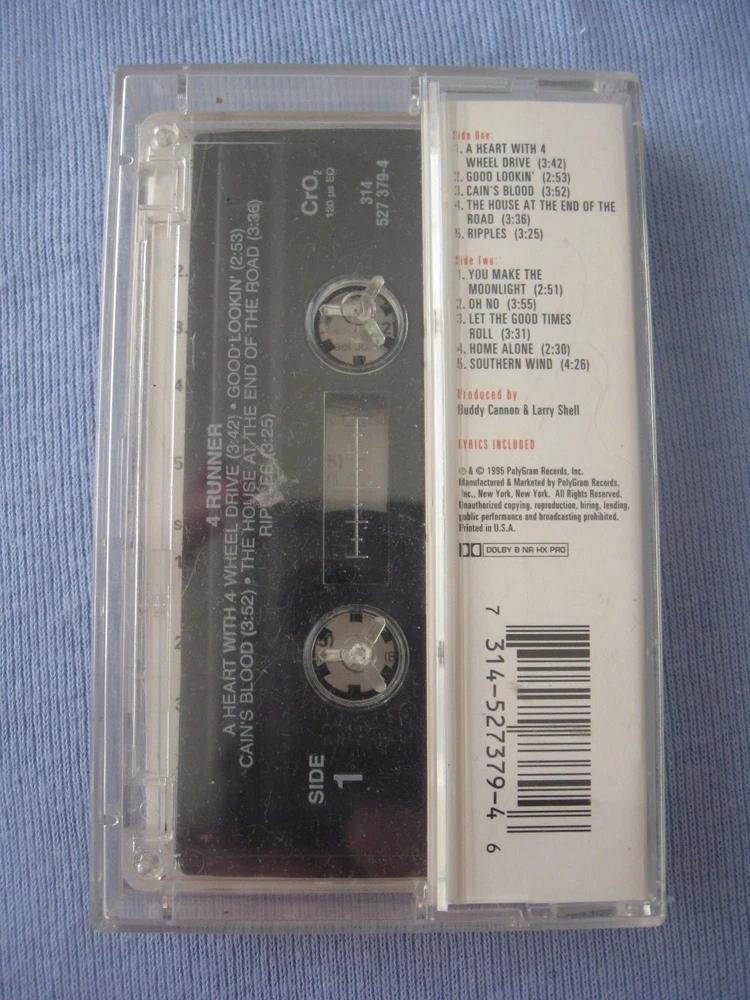 Side One:
1. A HEART WITH 4
WHEEL DRIVE (3:42)
2. GOOD LOOKIN' (2:53)
3. CAIN'S BLOOD (3:52)
4. THE HOUSE AT THE END OF THE
ROAD (3:36)
5. RIPPLES (3:25)
Side Two:
1. YOU MAKE THE
MOONLIGHT (2:51)
2. OH NO (3:55)
3. LET THE GOOD TIMES
ROLL (3:31)
4. HOME ALONE (2:30)
5. SOUTHERN WIND (4:26)
Produced by
Buddy Cannon & Larry Shell
LYRICS INCLUDED
℗ & © 1995 PolyGram Records, Inc.
Manufactured & Marketed by PolyGram Records,
Inc., New York, New York. All Rights Reserved.
Unauthorized copying, reproduction, hiring, lending,
public performance and broadcasting prohibited.
Printed in U.S.A.
DOLBY B NR HX PRO
7 314-527379-4 6
4 RUNNER
A HEART WITH 4 WHEEL DRIVE (3:42) • GOOD LOOKIN' (2:53)
CAIN'S BLOOD (3:52) • THE HOUSE AT THE END OF THE ROAD (3:36)
RIPPLES (3:25)
SIDE
1
CrO2
120 µs EQ
314
527 379-4